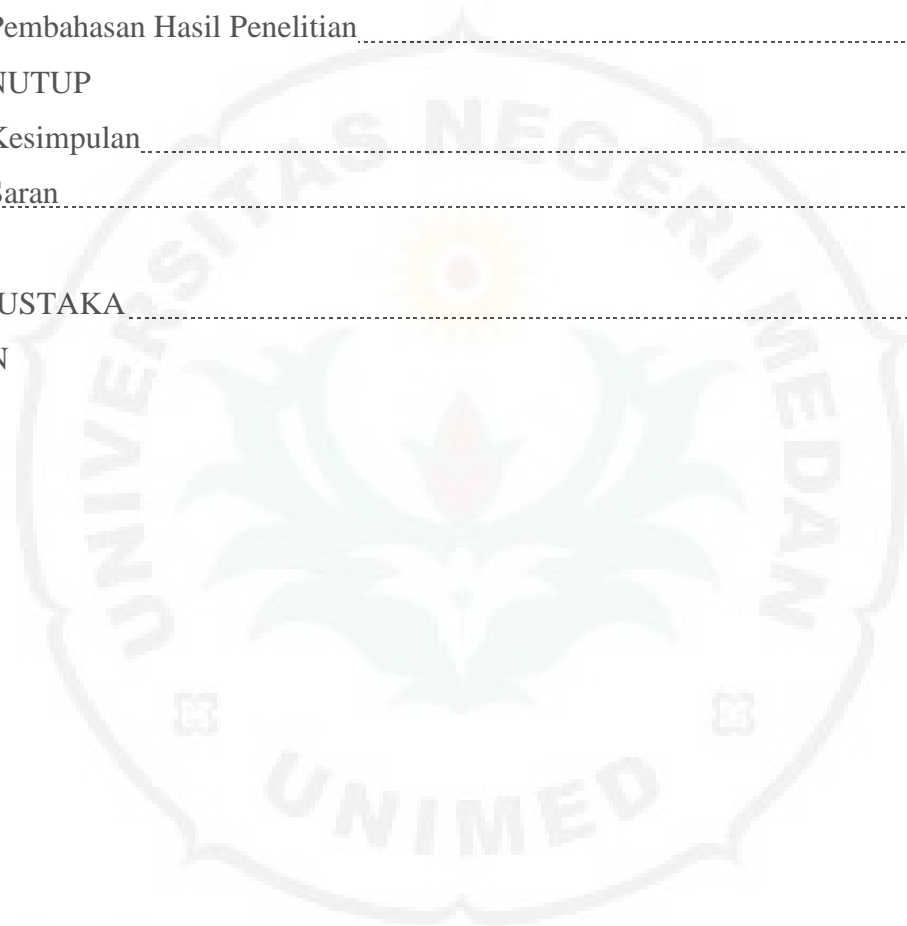 Pembahasan Hasil Penelitian
NUTUP
Kesimpulan
Saran
USTAKA
N
UNIVERSITAS NEGERI MEDAN
UNIMED